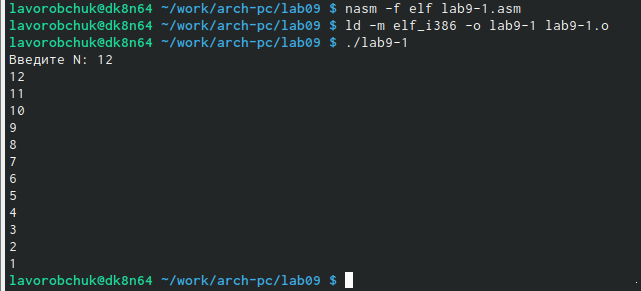 lavorobchuk@dk8n64 ~/work/arch-pc/lab09 $ nasm -f elf lab9-1.asm
lavorobchuk@dk8n64 ~/work/arch-pc/lab09 $ ld -m elf_i386 -o lab9-1 lab9-1.o
lavorobchuk@dk8n64 ~/work/arch-pc/lab09 $ ./lab9-1
Введите N: 12
12
11
10
9
8
7
6
5
4
3
2
1
lavorobchuk@dk8n64 ~/work/arch-pc/lab09 $